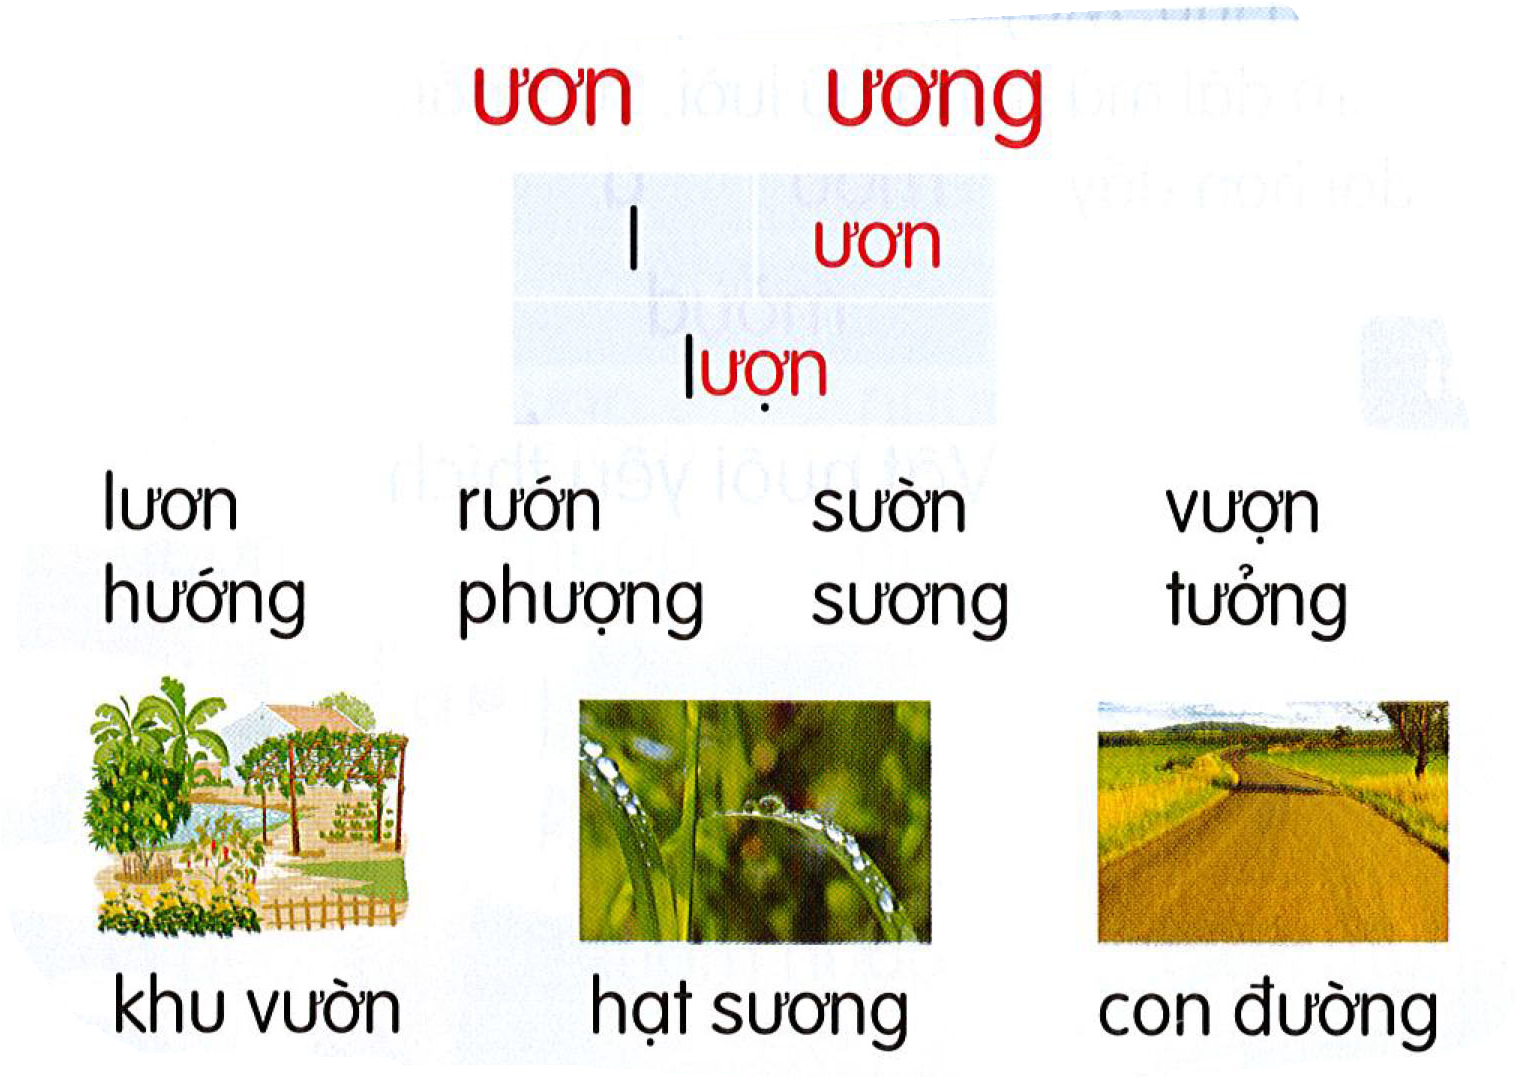 ươn ương
l ươn
lượn
lươn rướn sườn vượn
hướng phượng sương tưởng
khu vườn hạt sương con đường